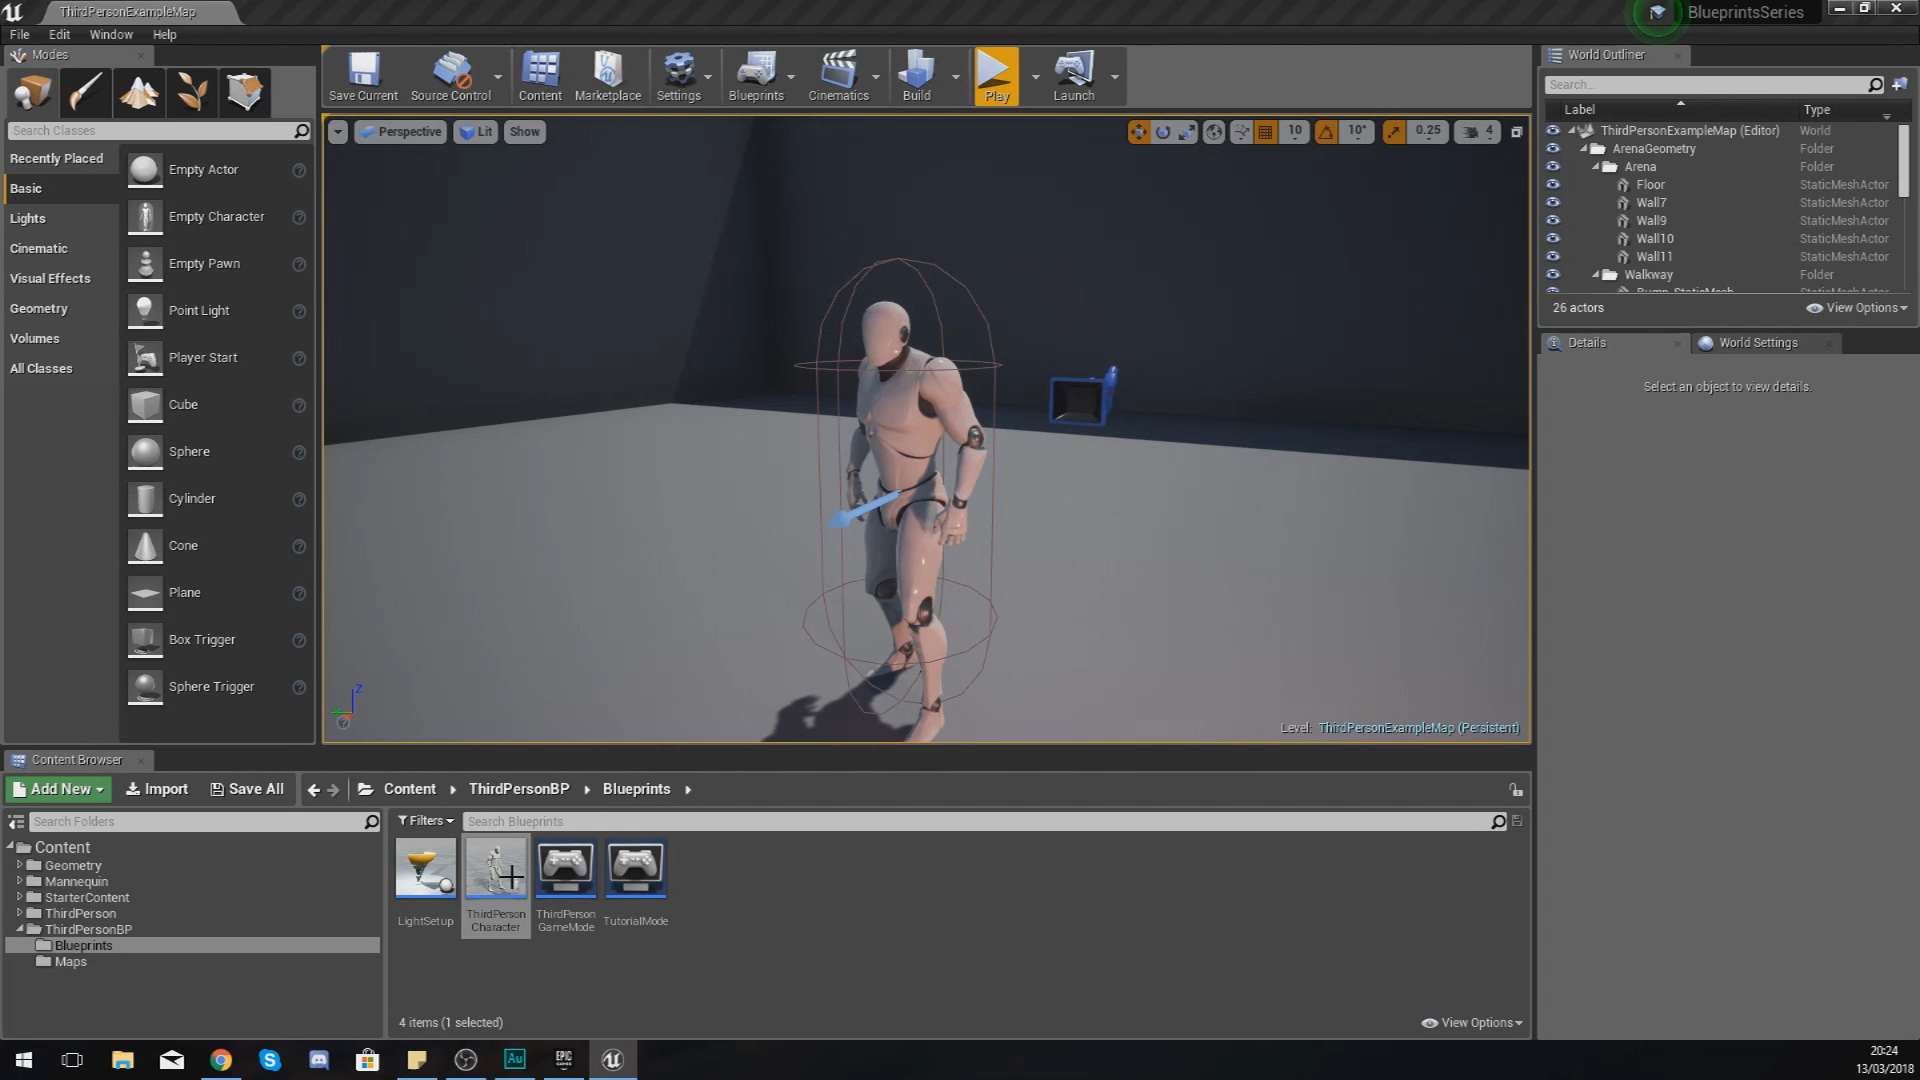 ThirdPersonExampleMap
BlueprintsSeries
File Edit Window Help
Modes
Search Classes
Recently Placed
Basic
Lights
Cinematic
Visual Effects
Geometry
Volumes
All Classes
Empty Actor
Empty Character
Empty Pawn
Point Light
Player Start
Cube
Sphere
Cylinder
Cone
Plane
Box Trigger
Sphere Trigger
Save Current Source Control Content Marketplace Settings Blueprints Cinematics Build Play Launch
Perspective Lit Show
10 10° 0.25 4
Z
Level: ThirdPersonExampleMap (Persistent)
World Outliner
Search...
Label Type
ThirdPersonExampleMap (Editor) World
ArenaGeometry Folder
Arena Folder
Floor StaticMeshActor
Wall7 StaticMeshActor
Wall9 StaticMeshActor
Wall10 StaticMeshActor
Wall11 StaticMeshActor
Walkway Folder
26 actors View Options
Details World Settings
Select an object to view details.
Content Browser
Add New Import Save All Content ThirdPersonBP Blueprints
Search Folders
Filters Search Blueprints
Content
Geometry
Mannequin
StarterContent
ThirdPerson
ThirdPersonBP
Blueprints
Maps
LightSetup
ThirdPerson
Character
ThirdPerson
GameMode
TutorialMode
4 items (1 selected)
View Options
Au
EPIC
GAMES
20:24
13/03/2018